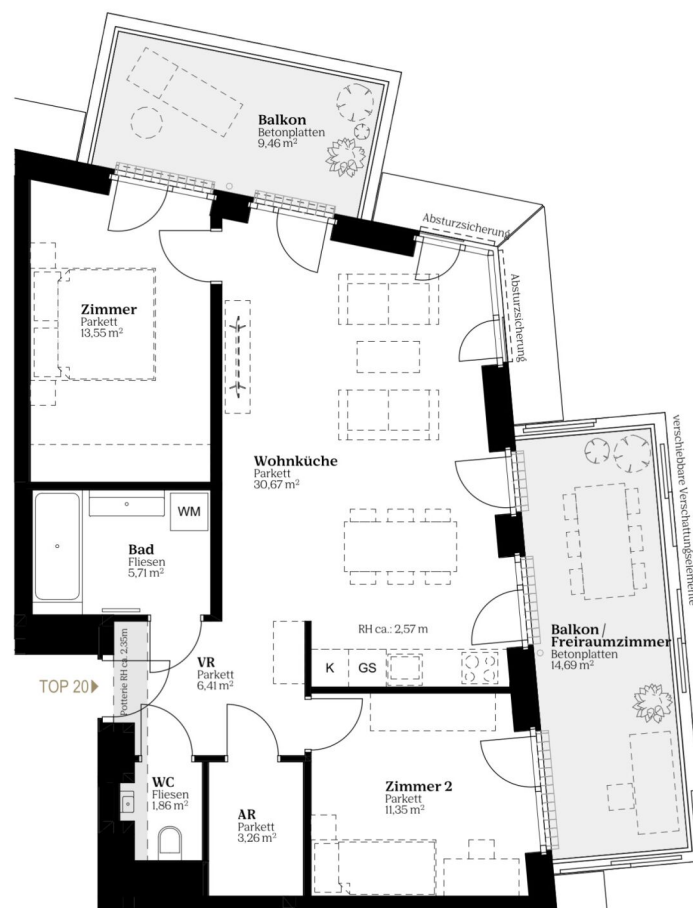 Balkon
Betonplatten
9,46 m²
Absturzsicherung
Absturzsicherung
Zimmer
Parkett
13,55 m²
Wohnküche
Parkett
30,67 m²
verschiebbare Verschattungselemente
WM
Bad
Fliesen
5,71 m²
RH ca.: 2,57 m
Balkon /
Freiraumzimmer
Betonplatten
14,69 m²
K
GS
VR
Parkett
6,41 m²
TOP 20
Potterie RH ca. 2.35m
WC
Fliesen
1,86 m²
AR
Parkett
3,26 m²
Zimmer 2
Parkett
11,35 m²